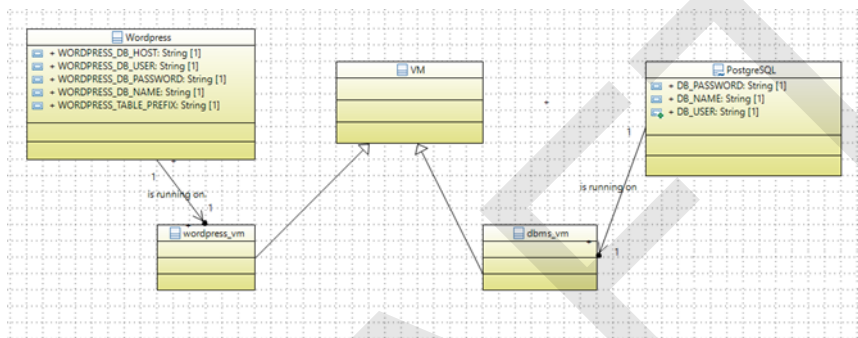 Wordpress
+ WORDPRESS_DB_HOST: String [1]
+ WORDPRESS_DB_USER: String [1]
+ WORDPRESS_DB_PASSWORD: String [1]
+ WORDPRESS_DB_NAME: String [1]
+ WORDPRESS_TABLE_PREFIX: String [1]
VM
PostgreSQL
+ DB_PASSWORD: String [1]
+ DB_NAME: String [1]
+ DB_USER: String [1]
1
is running on
1
wordpress_vm
1
is running on
1
dbms_vm